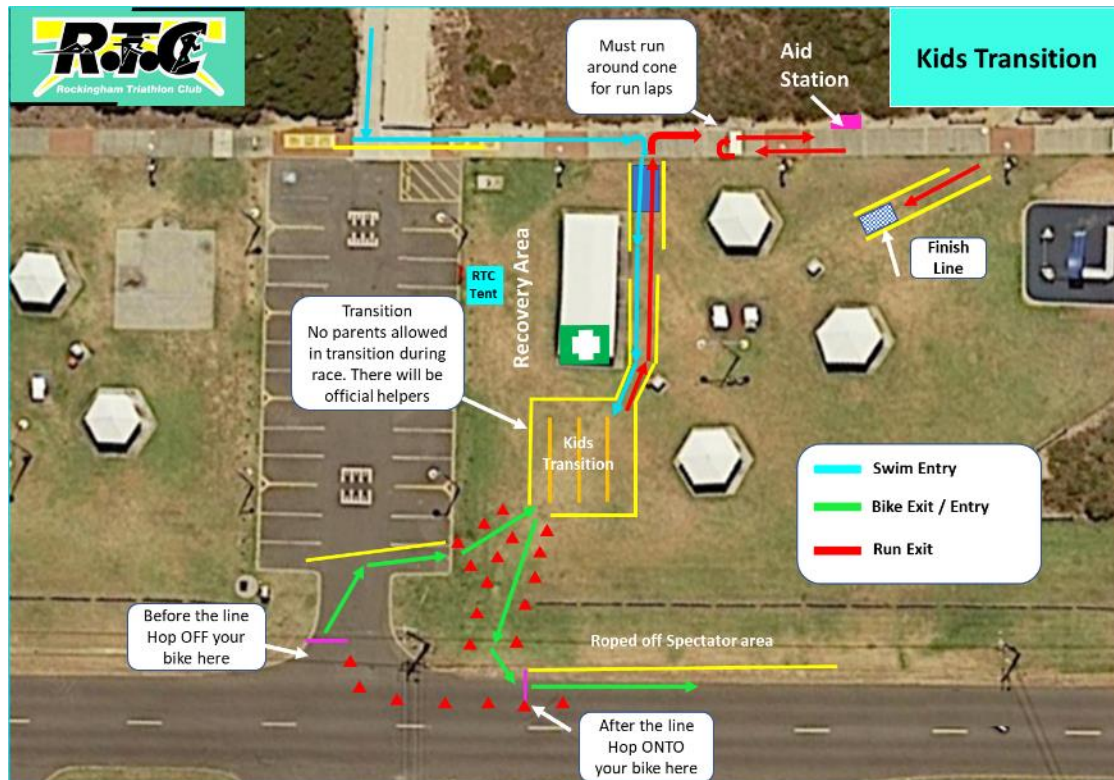 R.T.C
Rockingham Triathlon Club
Must run
around cone
for run laps
Aid
Station
Kids Transition
Finish
Line
RTC
Tent
Recovery Area
Transition
No parents allowed
in transition during
race. There will be
official helpers
Kids
Transition
Swim Entry
Bike Exit / Entry
Run Exit
Before the line
Hop OFF your
bike here
Roped off Spectator area
After the line
Hop ONTO
your bike here